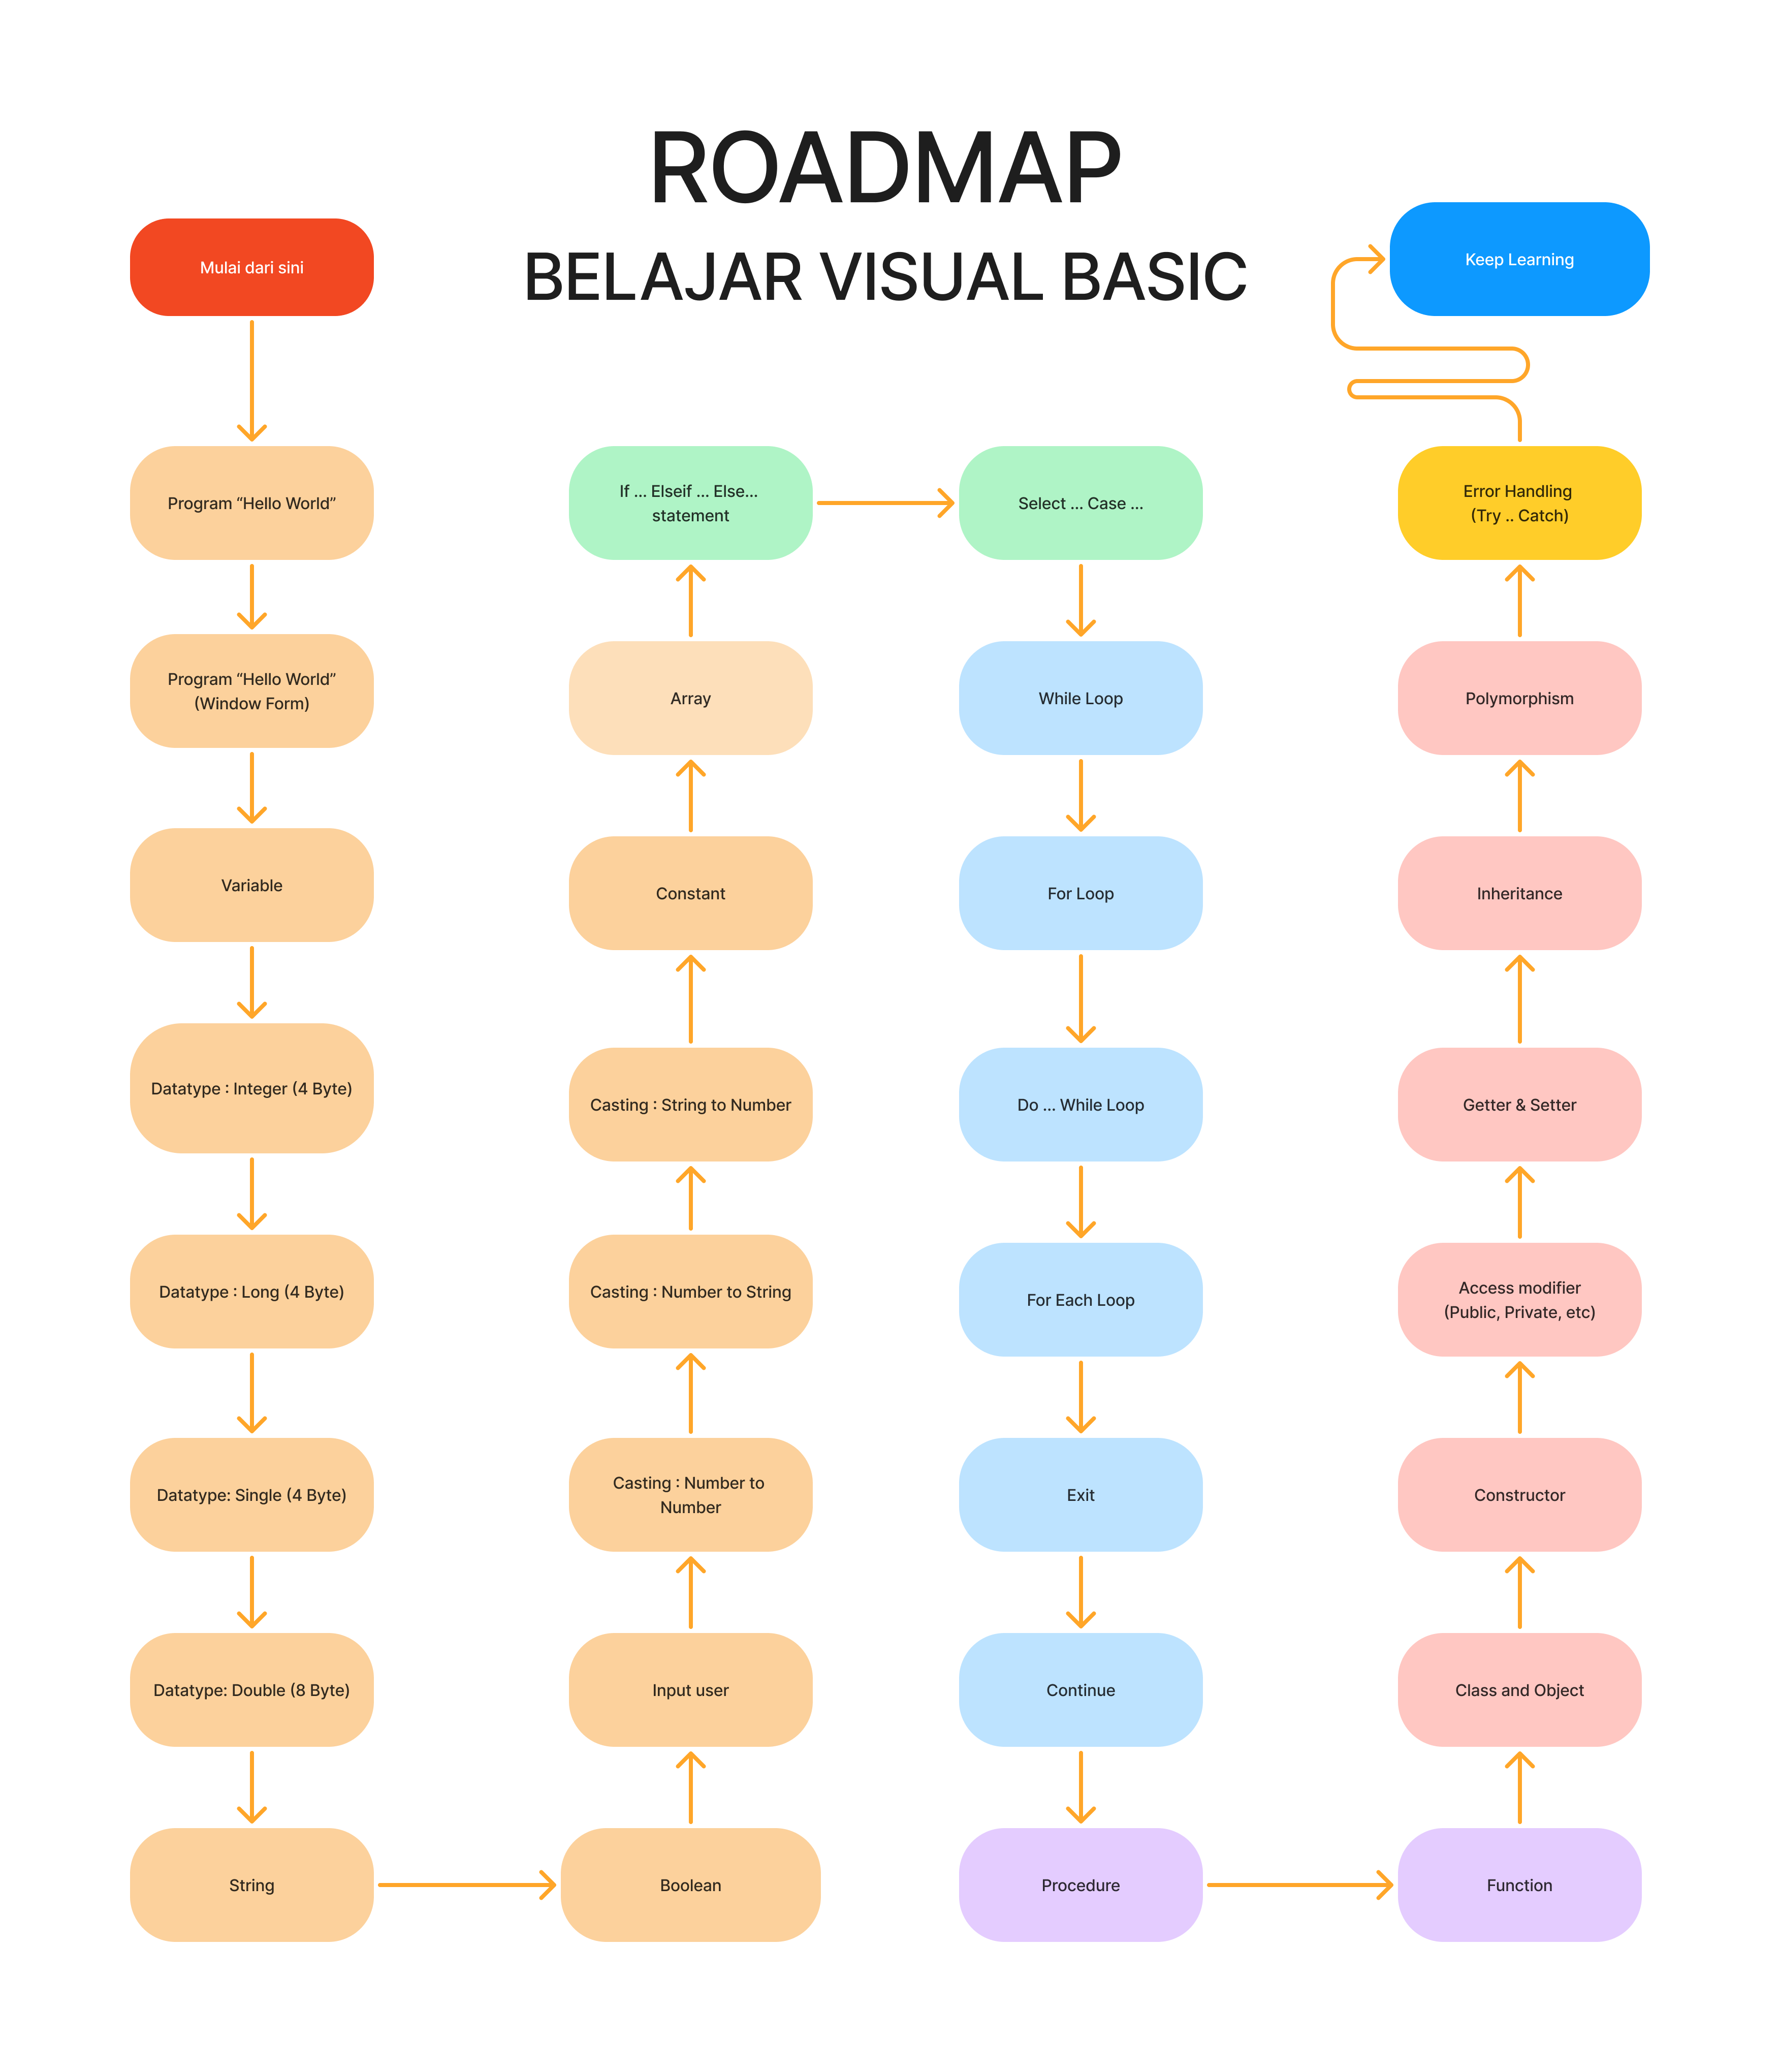 ROADMAP
BELAJAR VISUAL BASIC
Mulai dari sini
Program “Hello World”
Program “Hello World”
(Window Form)
Variable
Datatype : Integer (4 Byte)
Datatype : Long (4 Byte)
Datatype: Single (4 Byte)
Datatype: Double (8 Byte)
String
Boolean
Input user
Casting : Number to
Number
Casting : Number to String
Casting : String to Number
Constant
Array
If ... Elseif ... Else...
statement
Select ... Case ...
While Loop
For Loop
Do ... While Loop
For Each Loop
Exit
Continue
Procedure
Function
Class and Object
Constructor
Access modifier
(Public, Private, etc)
Getter & Setter
Inheritance
Polymorphism
Error Handling
(Try .. Catch)
Keep Learning